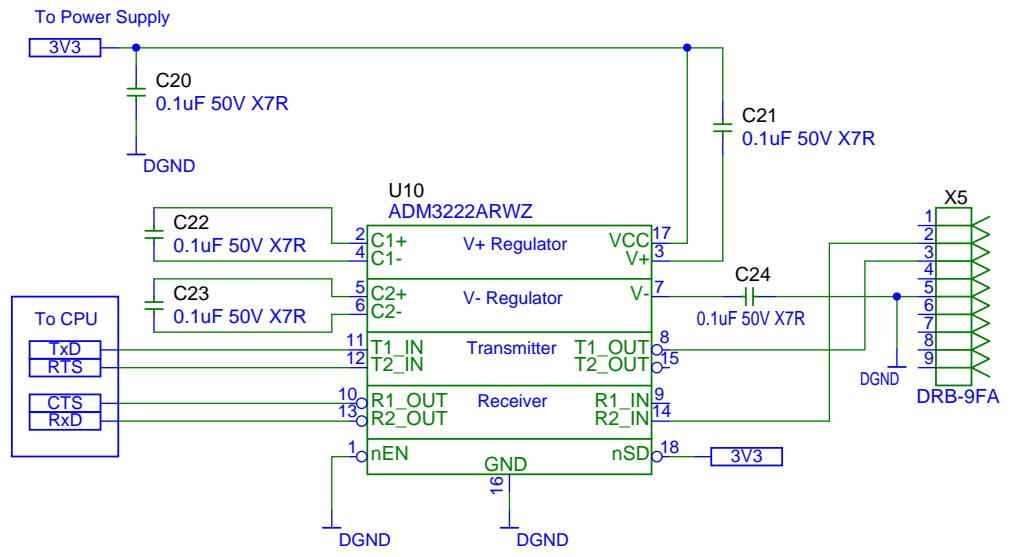 To Power Supply
3V3
C20
0.1uF 50V X7R
DGND
C21
0.1uF 50V X7R
U10
ADM3222ARWZ
C22
0.1uF 50V X7R
C23
0.1uF 50V X7R
2 C1+ V+ Regulator VCC 17
4 C1- V+ 3
5 C2+ V- Regulator V- 7
6 C2-
C24
0.1uF 50V X7R
DGND
To CPU
TxD 11 T1_IN Transmitter T1_OUT 8
RTS 12 T2_IN T2_OUT 15
CTS 10 R1_OUT Receiver R1_IN 9
RxD 13 R2_OUT R2_IN 14
1 nEN nSD 18 3V3
GND
16
DGND
DGND
X5
1
2
3
4
5
6
7
8
9
DRB-9FA